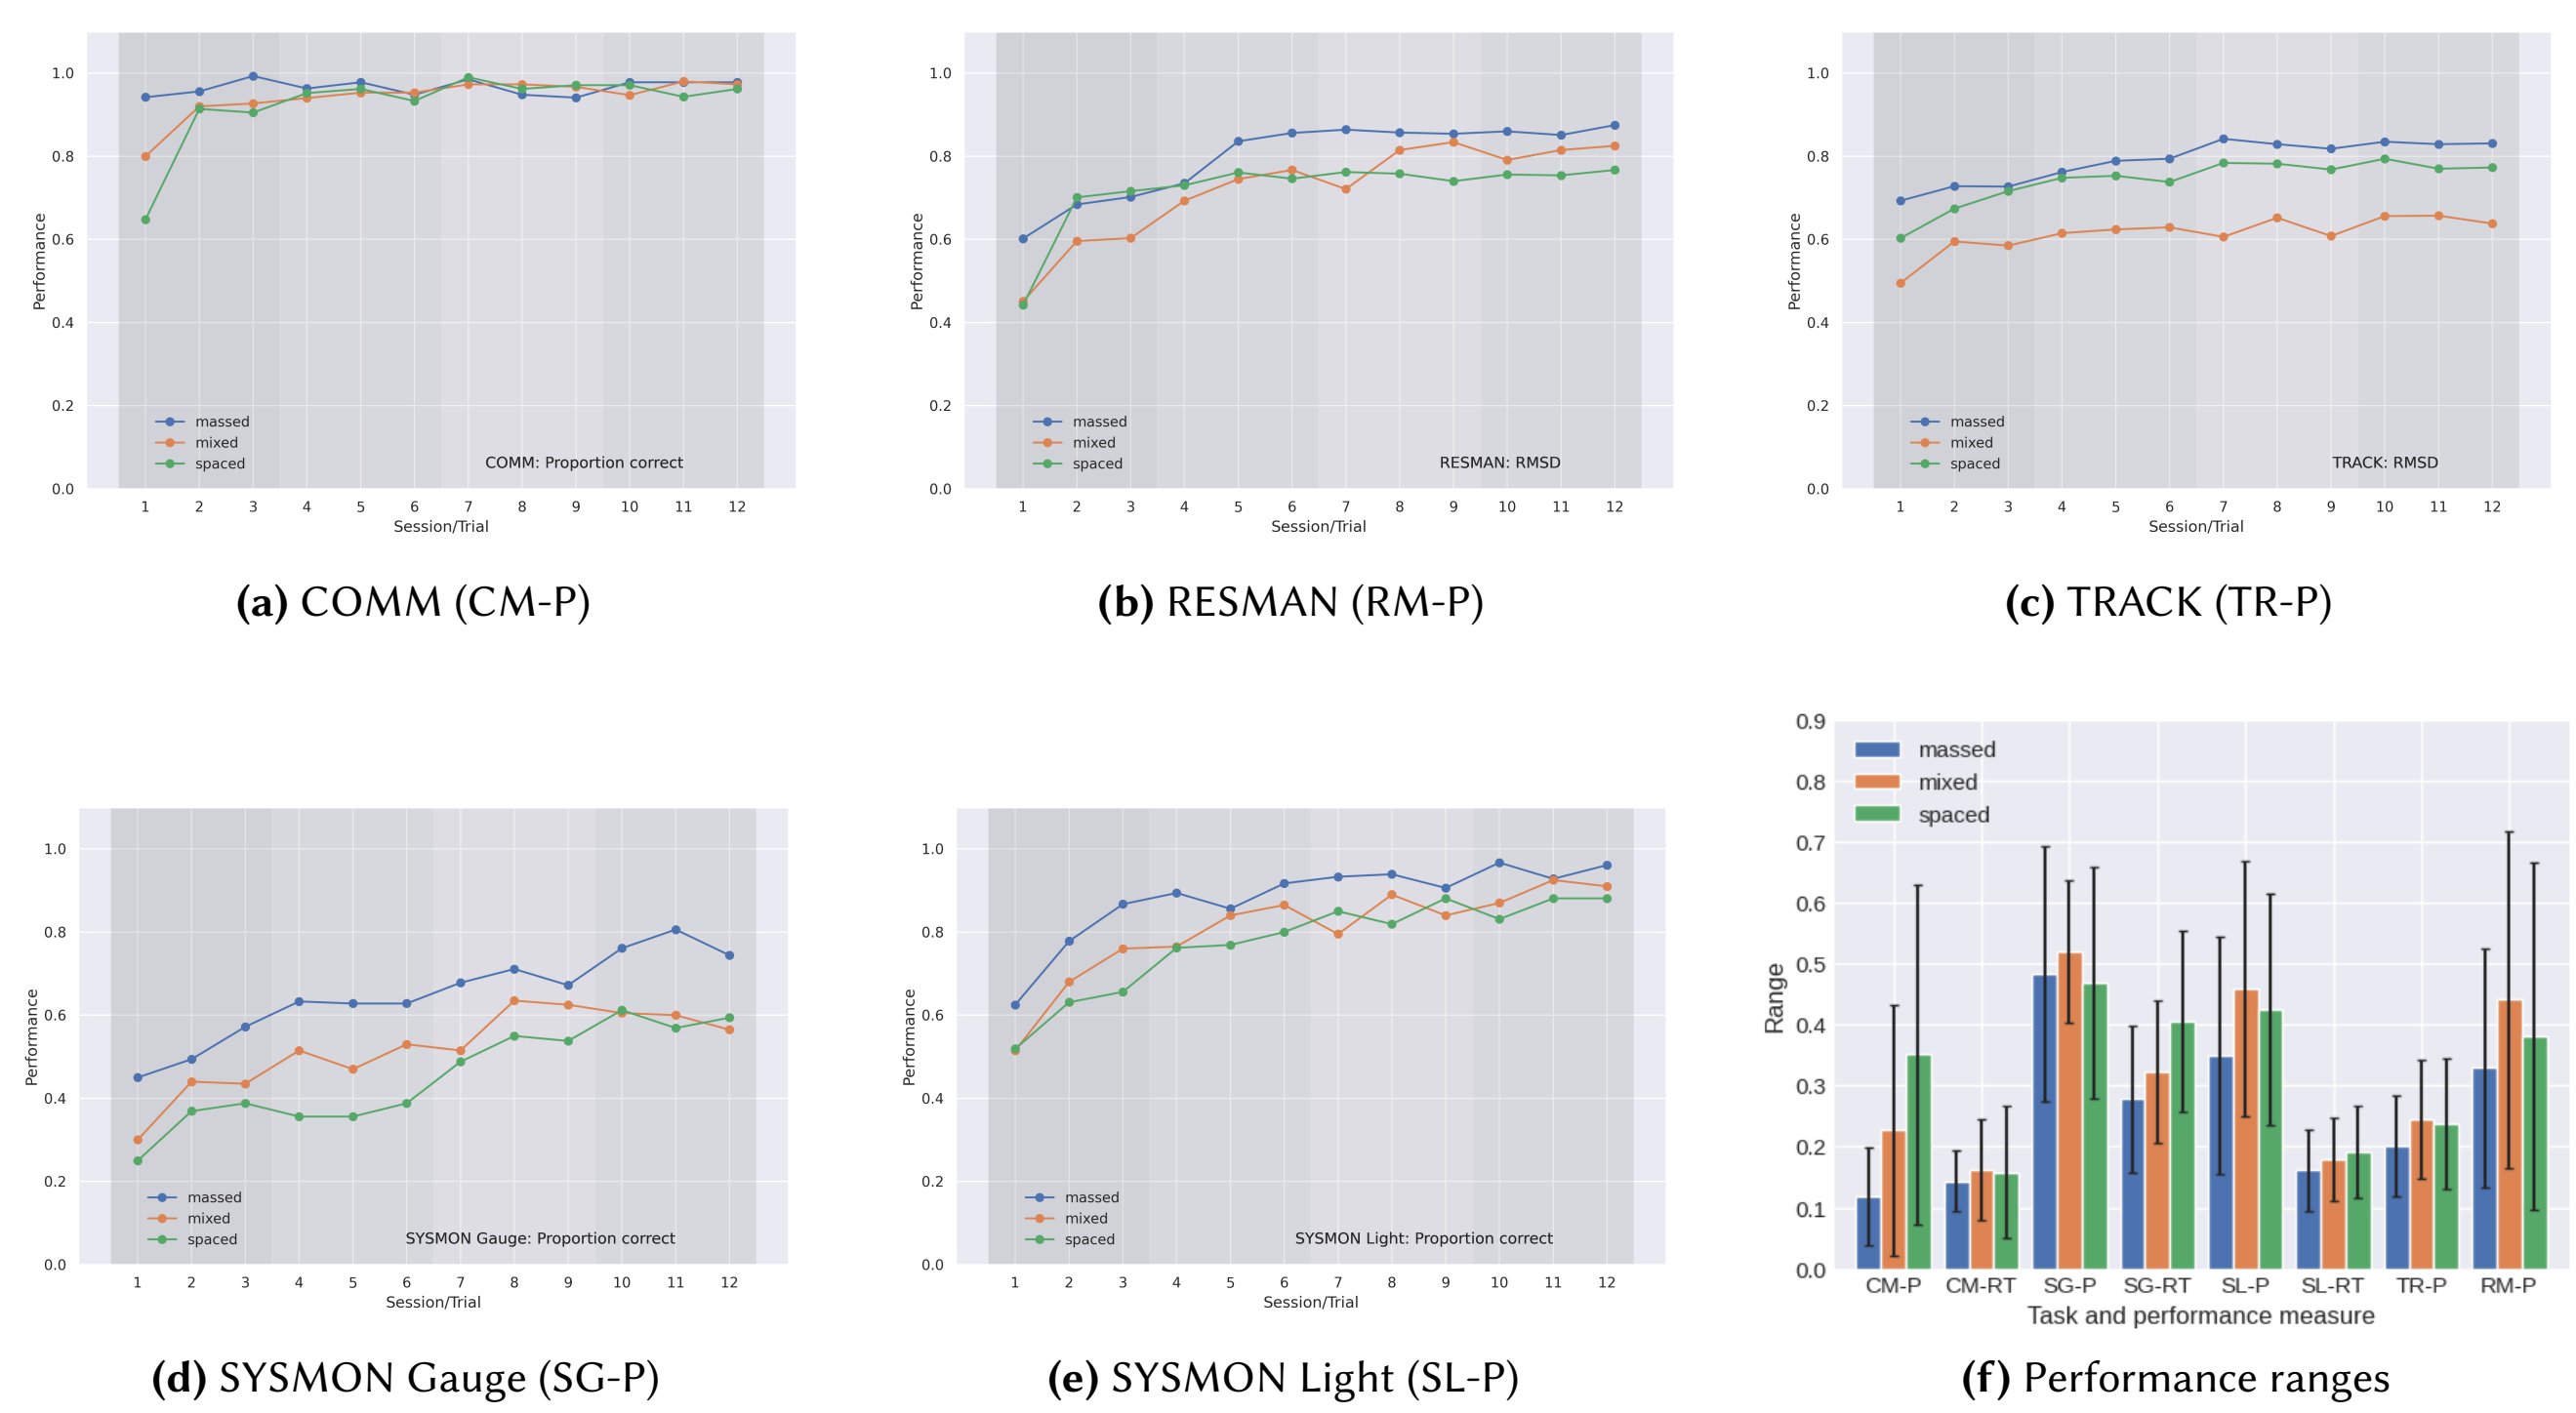 1.0
0.8
0.6
0.4
0.2
0.0
Performance
massed
mixed
spaced
COMM: Proportion correct
1 2 3 4 5 6 7 8 9 10 11 12
Session/Trial
(a) COMM (CM-P)
1.0
0.8
0.6
0.4
0.2
0.0
Performance
massed
mixed
spaced
RESMAN: RMSD
1 2 3 4 5 6 7 8 9 10 11 12
Session/Trial
(b) RESMAN (RM-P)
1.0
0.8
0.6
0.4
0.2
0.0
Performance
massed
mixed
spaced
TRACK: RMSD
1 2 3 4 5 6 7 8 9 10 11 12
Session/Trial
(c) TRACK (TR-P)
1.0
0.8
0.6
0.4
0.2
0.0
Performance
massed
mixed
spaced
SYSMON Gauge: Proportion correct
1 2 3 4 5 6 7 8 9 10 11 12
Session/Trial
(d) SYSMON Gauge (SG-P)
1.0
0.8
0.6
0.4
0.2
0.0
Performance
massed
mixed
spaced
SYSMON Light: Proportion correct
1 2 3 4 5 6 7 8 9 10 11 12
Session/Trial
(e) SYSMON Light (SL-P)
0.9
0.8
0.7
0.6
0.5
0.4
0.3
0.2
0.1
0.0
Range
massed
mixed
spaced
CM-P CM-RT SG-P SG-RT SL-P SL-RT TR-P RM-P
Task and performance measure
(f) Performance ranges